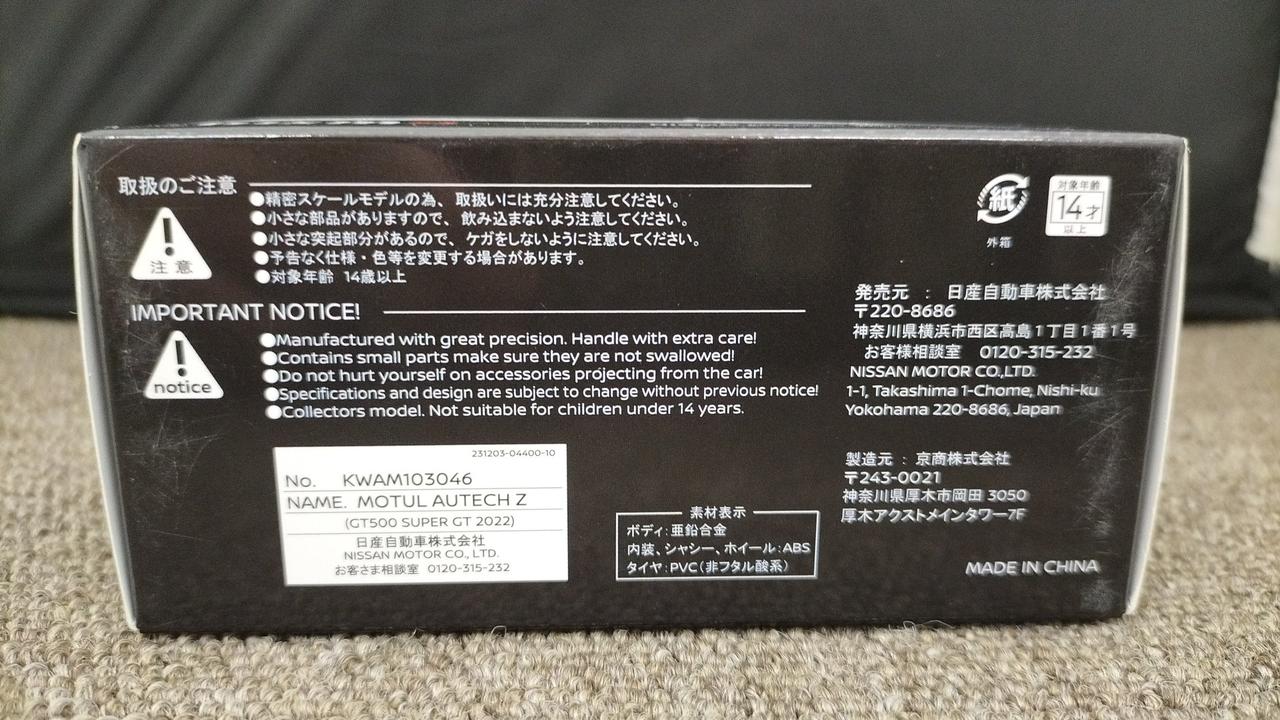 取扱のご注意
注意
●精密スケールモデルの為、取扱いには充分注意してください。
●小さな部品がありますので、飲み込まないよう注意してください。
●小さな突起部分があるので、ケガをしないように注意してください。
●予告なく仕様・色等を変更する場合があります。
●対象年齢 14歳以上
IMPORTANT NOTICE!
notice
●Manufactured with great precision. Handle with extra care!
●Contains small parts make sure they are not swallowed!
●Do not hurt yourself on accessories projecting from the car!
●Specifications and design are subject to change without previous notice!
●Collectors model. Not suitable for children under 14 years.
231203-04400-10
No. KWAM103046
NAME. MOTUL AUTECH Z
(GT500 SUPER GT 2022)
日産自動車株式会社
NISSAN MOTOR CO., LTD.
お客さま相談室 0120-315-232
素材表示
ボディ:亜鉛合金
内装、シャシー、ホイール:ABS
タイヤ:PVC(非フタル酸系)
紙
外箱
対象年齢
14才
以上
発売元 : 日産自動車株式会社
〒220-8686
神奈川県横浜市西区高島1丁目1番1号
お客様相談室 0120-315-232
NISSAN MOTOR CO.,LTD.
1-1, Takashima 1-Chome, Nishi-ku
Yokohama 220-8686, Japan
製造元 : 京商株式会社
〒243-0021
神奈川県厚木市岡田 3050
厚木アクストメインタワー7F
MADE IN CHINA